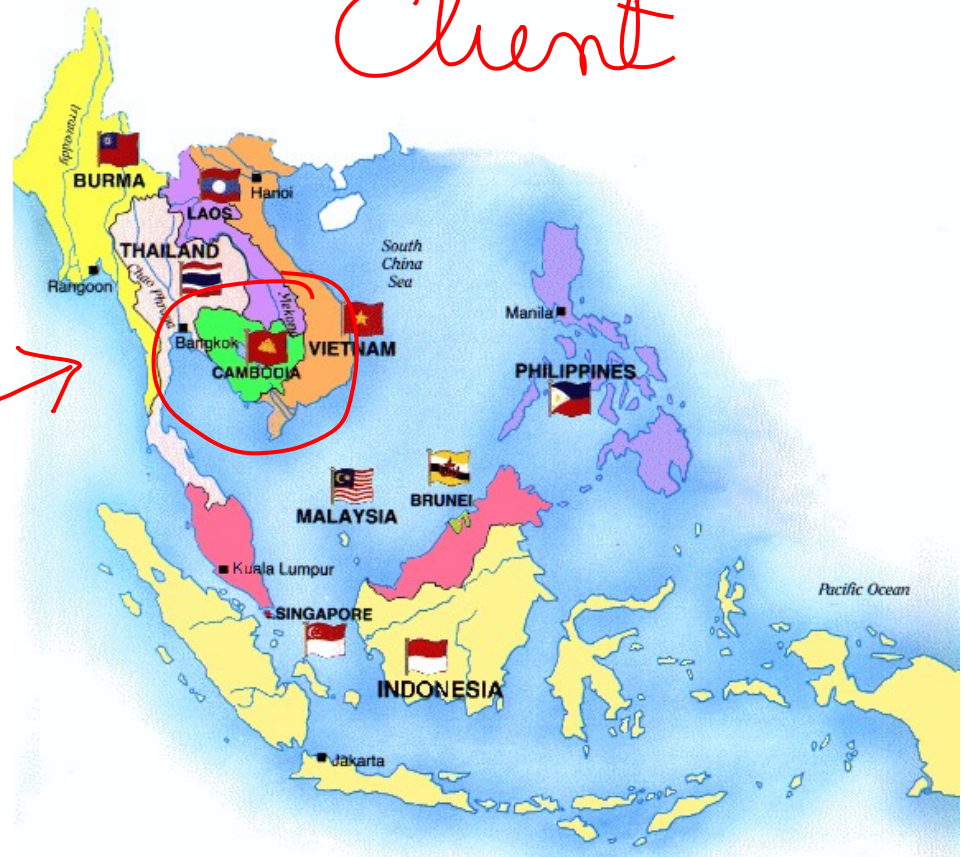 Client
Irrawaddy
BURMA
Hanoi
LAOS
THAILAND
South
China
Sea
Rangoon
Chao Phraya
Mekong
Manila
Bangkok
VIETNAM
CAMBODIA
PHILIPPINES
BRUNEI
MALAYSIA
Kuala Lumpur
Pacific Ocean
SINGAPORE
INDONESIA
Jakarta